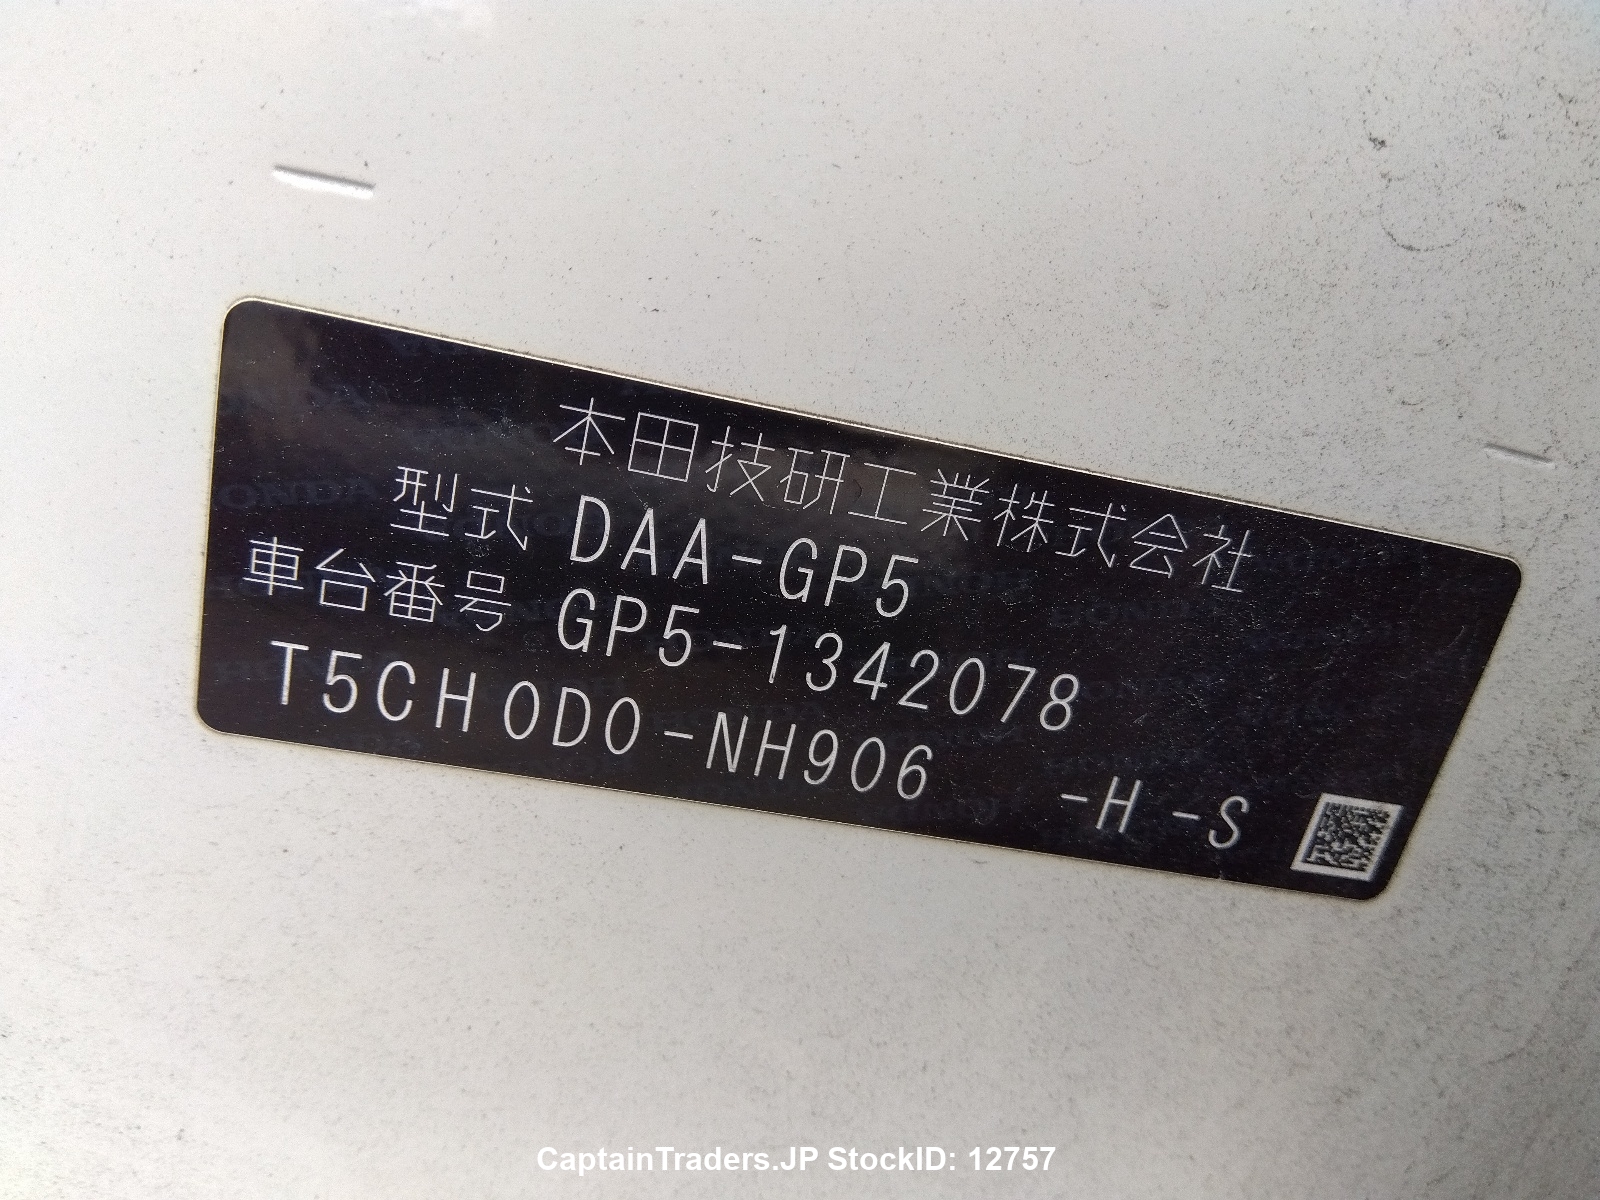 本田技研工業株式会社
型式 DAA-GP5
車台番号 GP5-1342078
T5CH0D0-NH906 -H -S
CaptainTraders.JP StockID: 12757